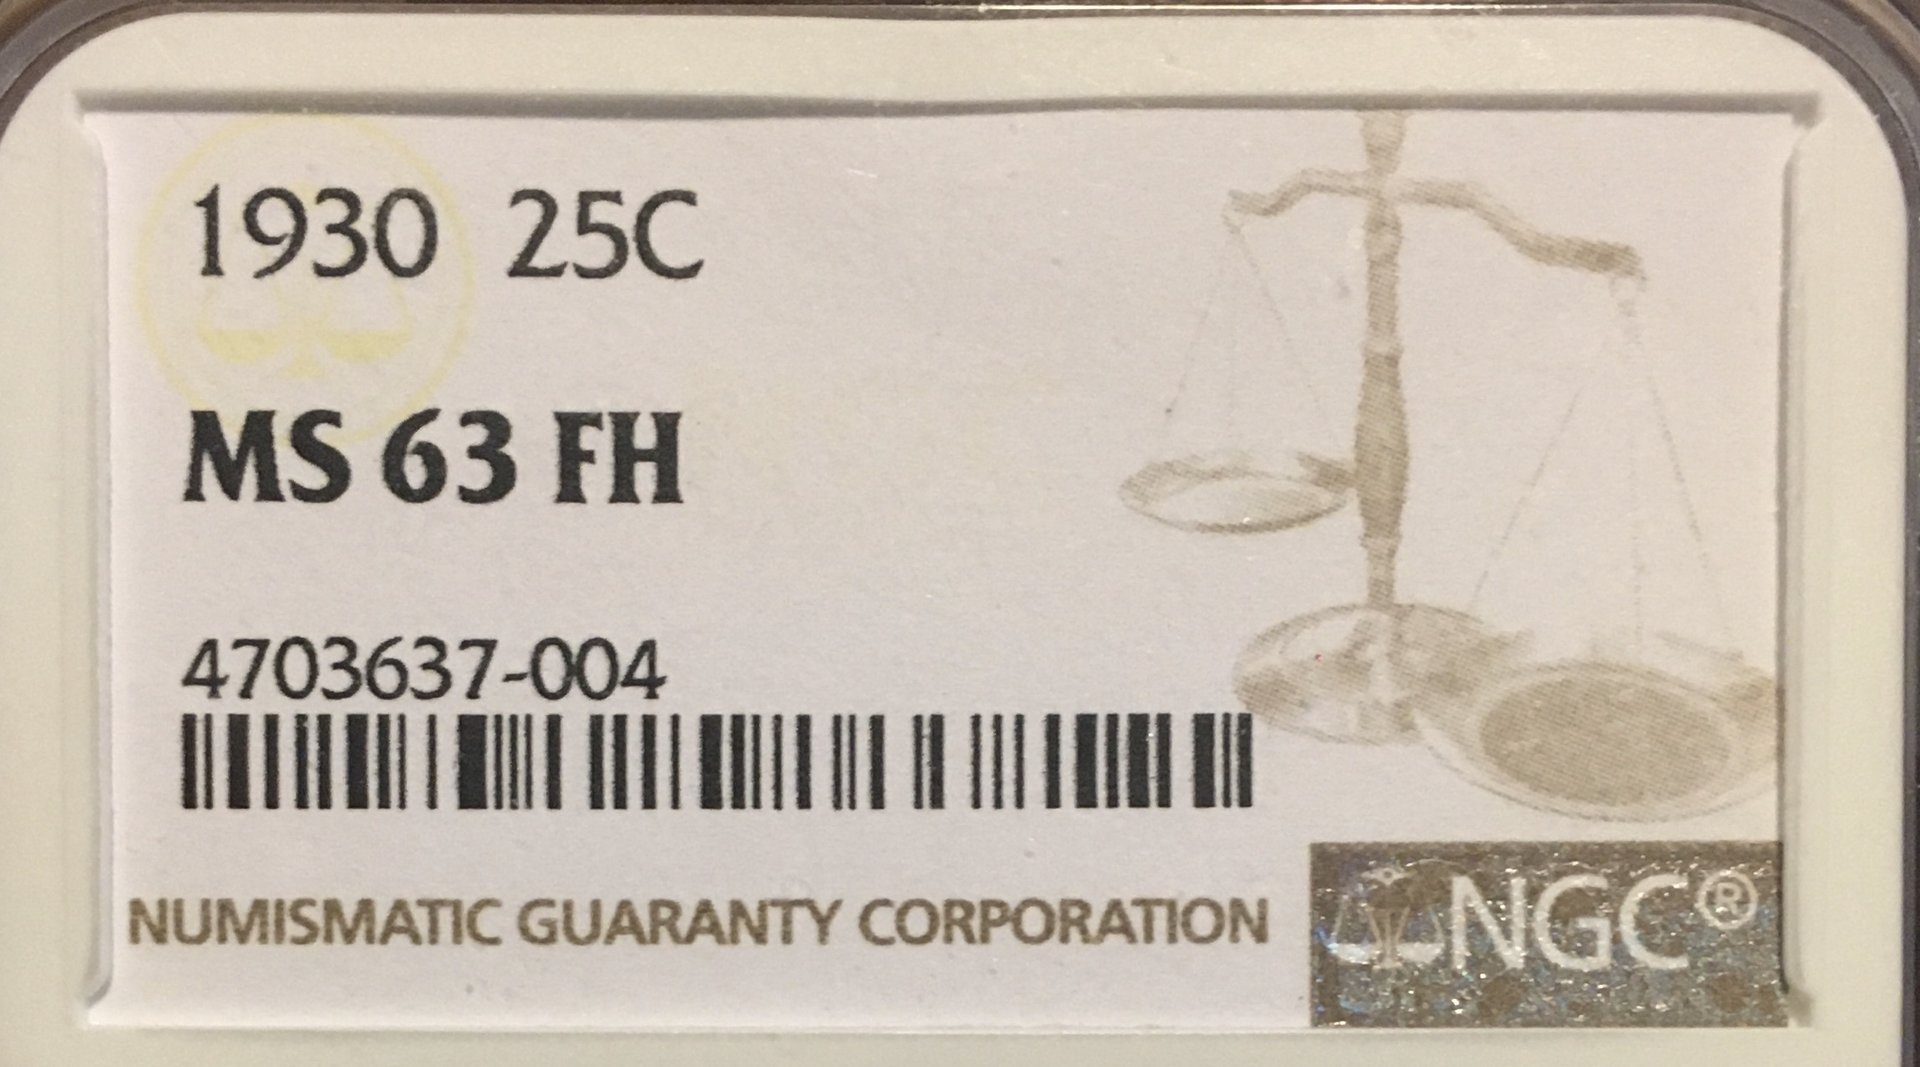 1930 25C
MS 63 FH
4703637-004
NUMISMATIC GUARANTY CORPORATION
NGC®